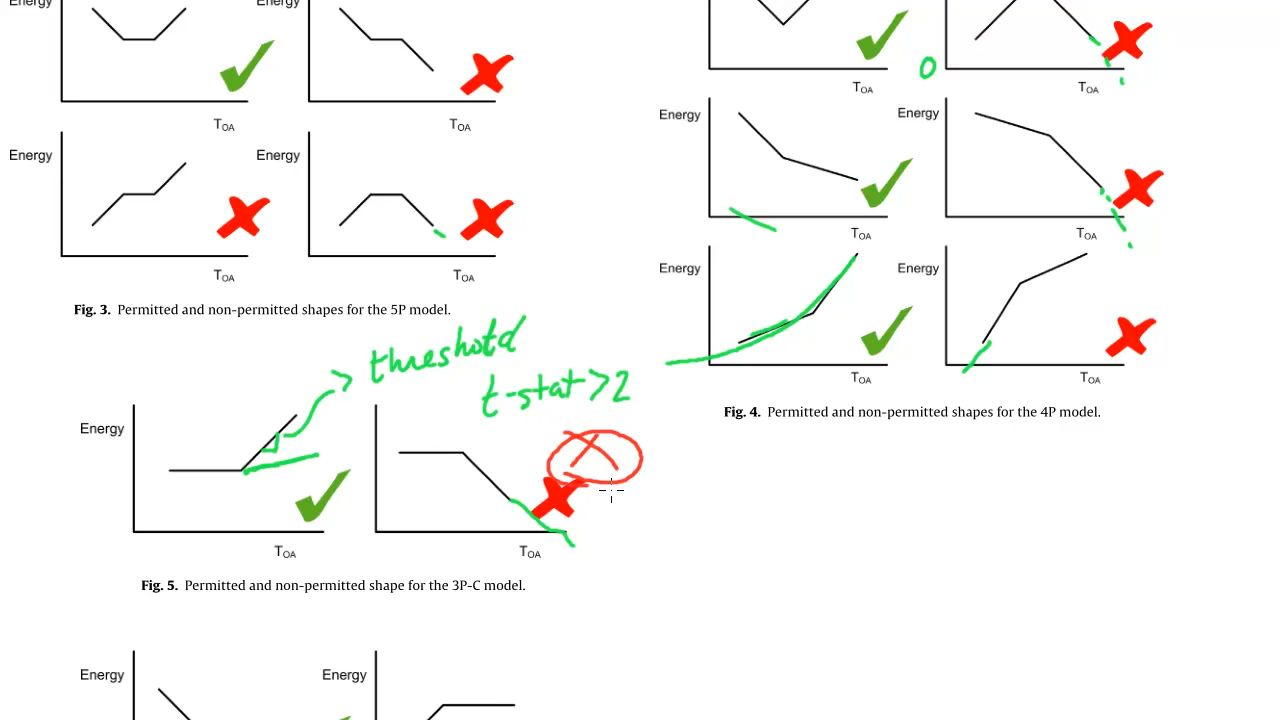 Energy
Energy
T_OA
T_OA
Energy
Energy
T_OA
T_OA
Fig. 3. Permitted and non-permitted shapes for the 5P model.
threshold
t-stat>2
Energy
T_OA
T_OA
Fig. 5. Permitted and non-permitted shape for the 3P-C model.
Energy
Energy
0
T_OA
T_OA
Energy
Energy
T_OA
T_OA
Energy
Energy
T_OA
T_OA
Fig. 4. Permitted and non-permitted shapes for the 4P model.